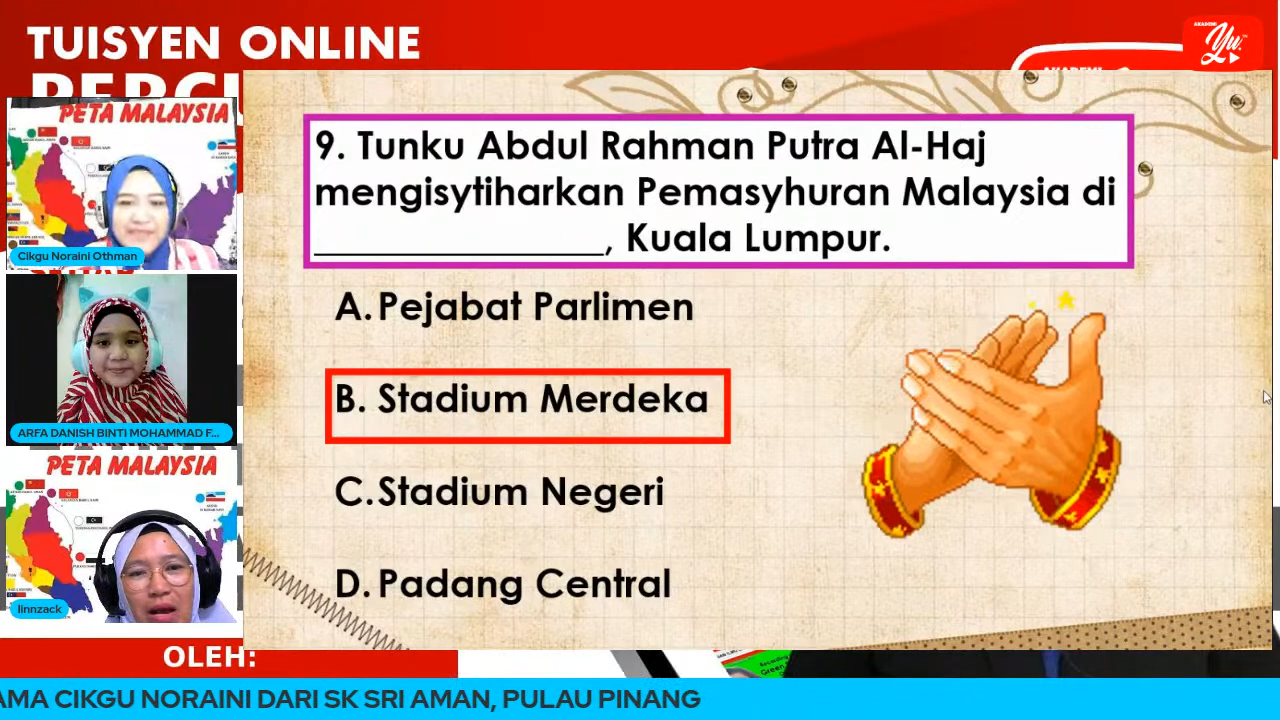 TUISYEN ONLINE
AKADEMI
Yu.
PETA MALAYSIA
Cikgu Noraini Othman
ARFA DANISH BINTI MOHAMMAD F...
PETA MALAYSIA
linnzack
9. Tunku Abdul Rahman Putra Al-Haj
mengisytiharkan Pemasyhuran Malaysia di
_______________, Kuala Lumpur.
A. Pejabat Parlimen
B. Stadium Merdeka
C. Stadium Negeri
D. Padang Central
OLEH:
AMA CIKGU NORAINI DARI SK SRI AMAN, PULAU PINANG